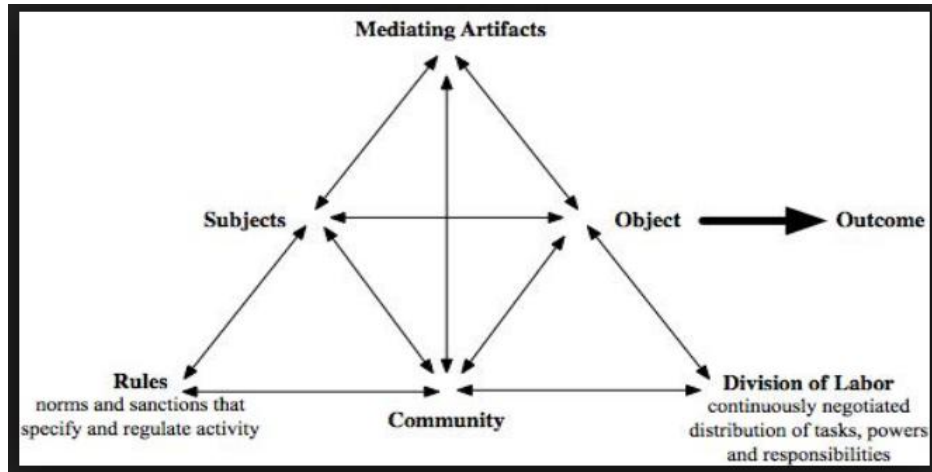 Mediating Artifacts
Subjects
Object
Outcome
Rules
norms and sanctions that
specify and regulate activity
Community
Division of Labor
continuously negotiated
distribution of tasks, powers
and responsibilities